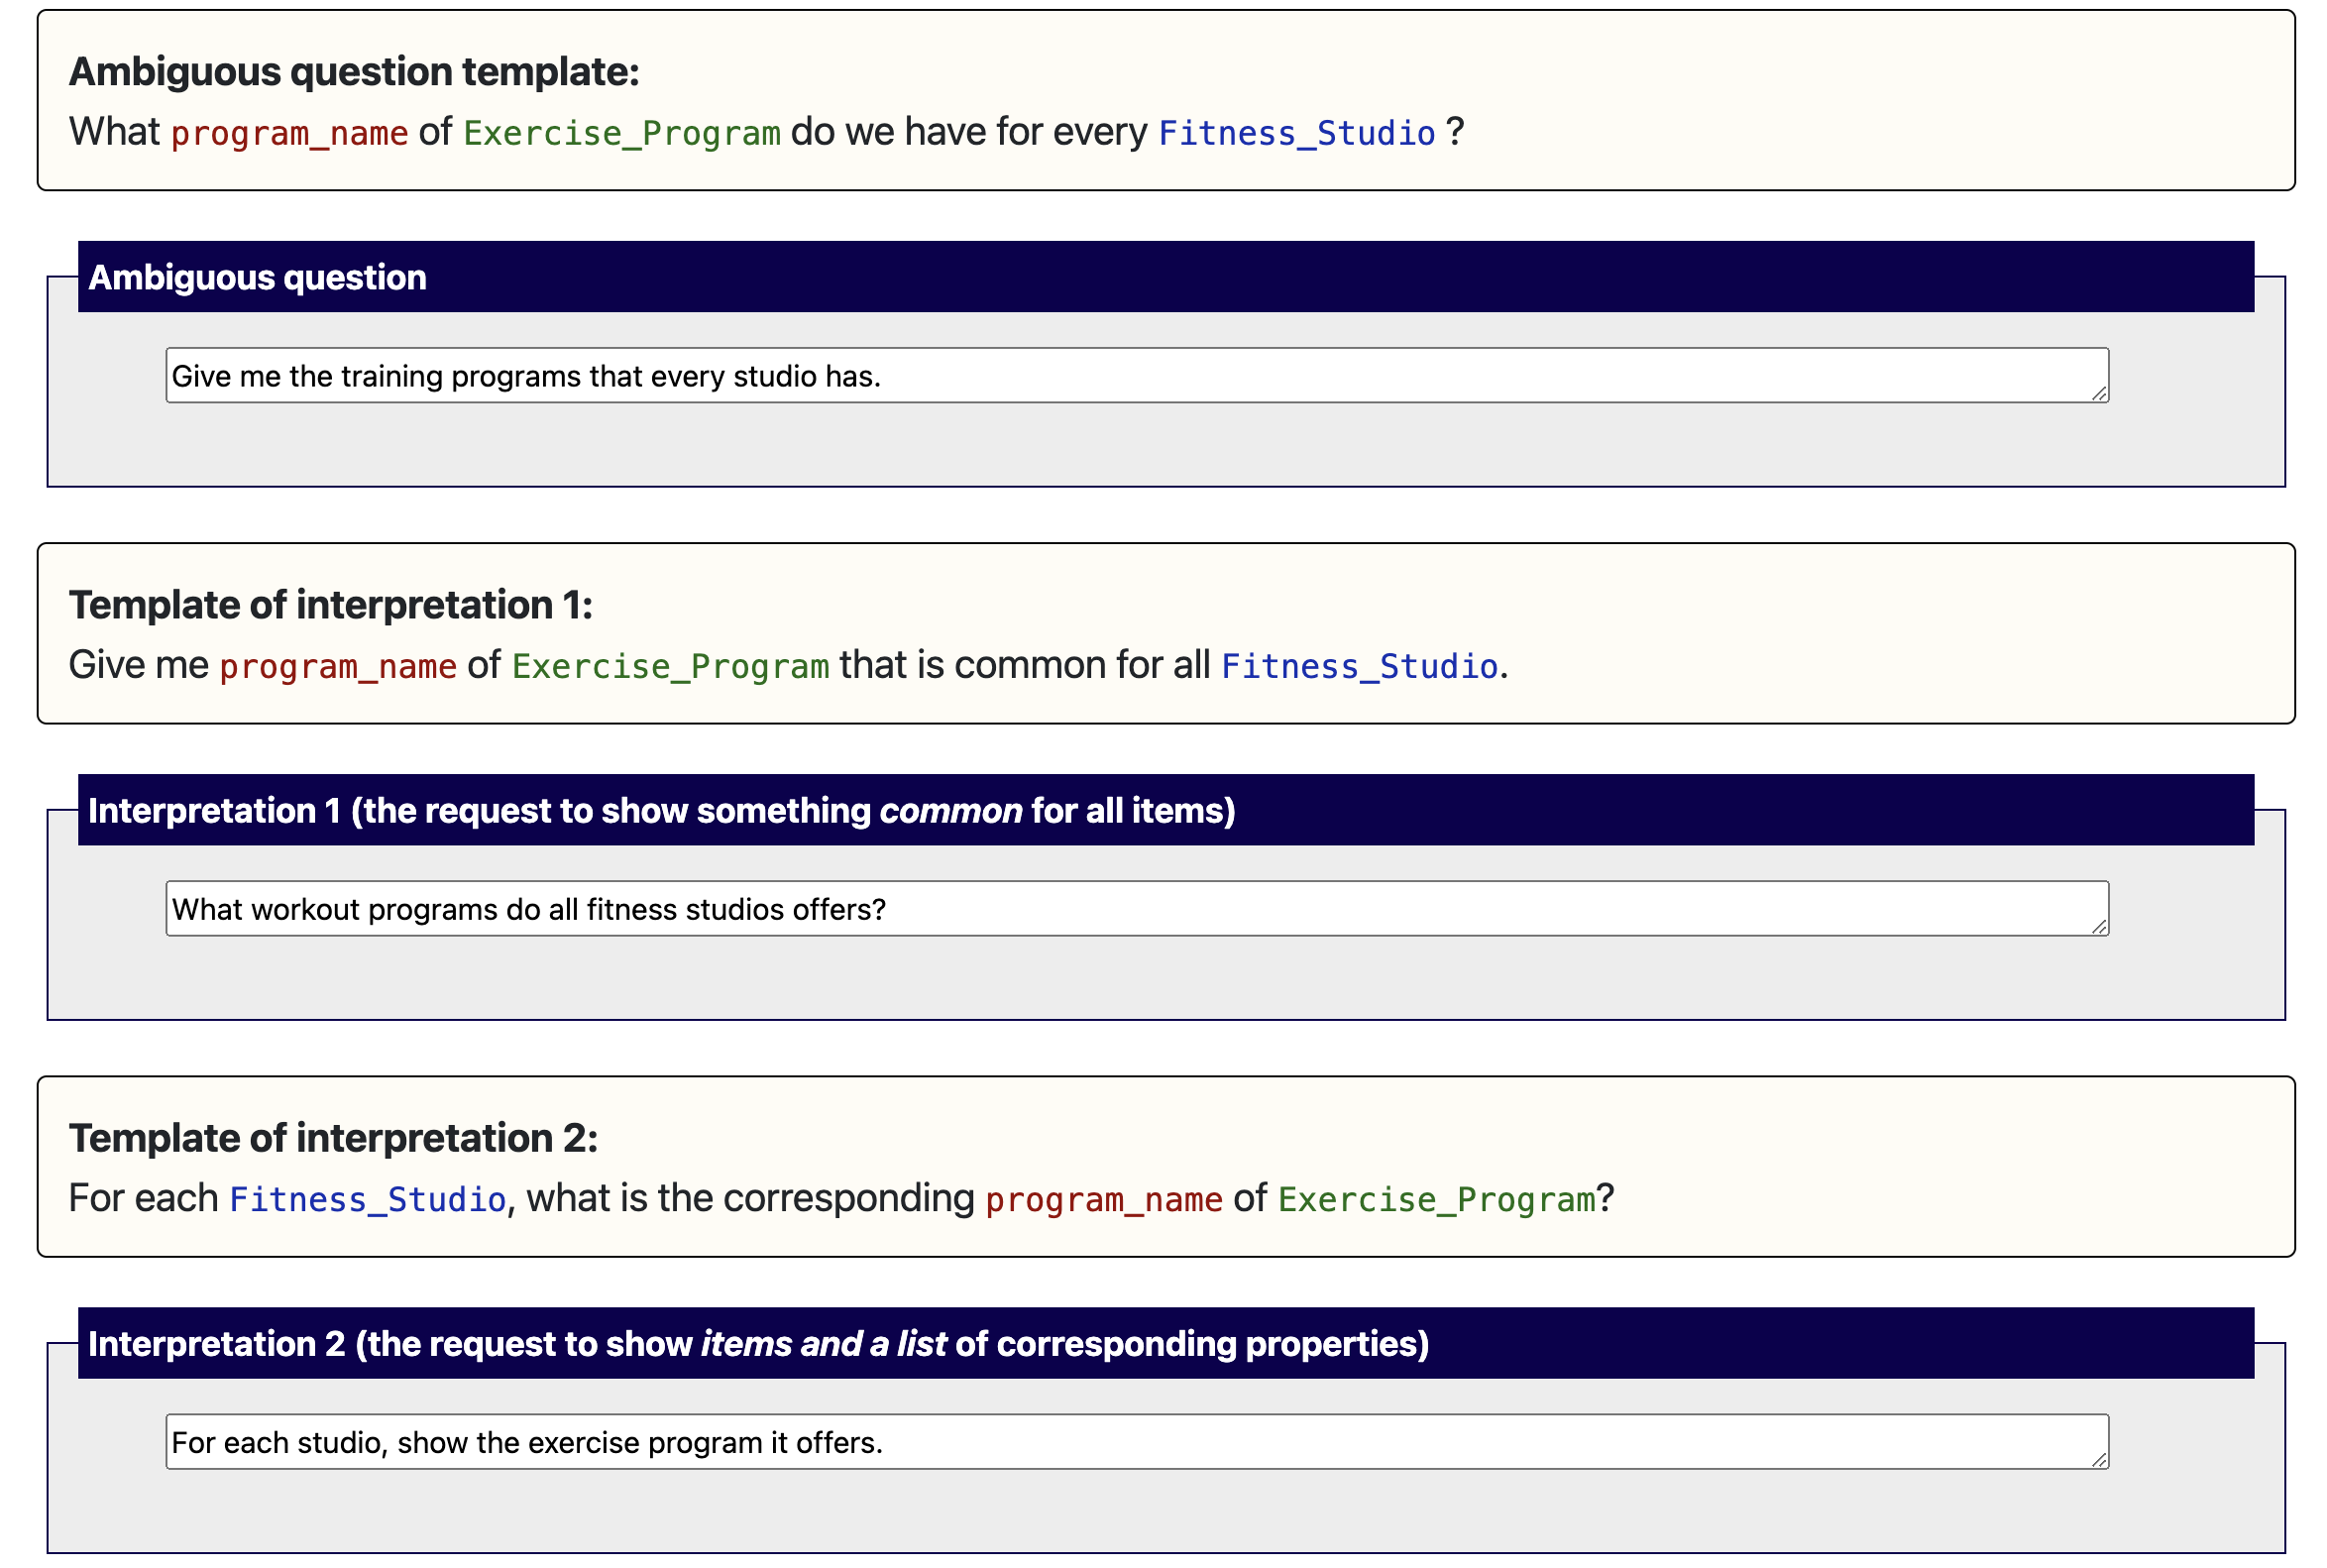 Ambiguous question template:
What program_name of Exercise_Program do we have for every Fitness_Studio ?
Ambiguous question
Give me the training programs that every studio has.
Template of interpretation 1:
Give me program_name of Exercise_Program that is common for all Fitness_Studio.
Interpretation 1 (the request to show something common for all items)
What workout programs do all fitness studios offers?
Template of interpretation 2:
For each Fitness_Studio, what is the corresponding program_name of Exercise_Program?
Interpretation 2 (the request to show items and a list of corresponding properties)
For each studio, show the exercise program it offers.